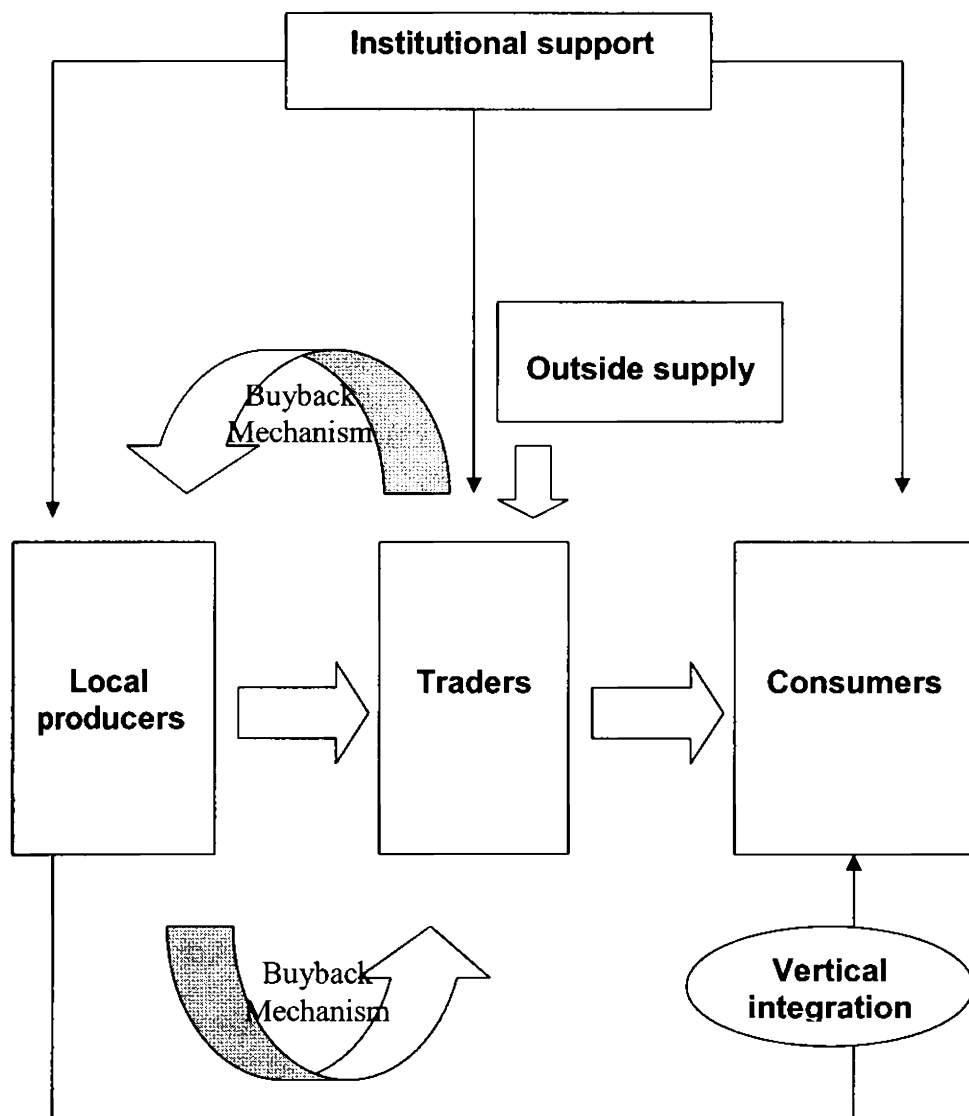 Institutional support
Outside supply
Buyback
Mechanism
Local
producers
Traders
Consumers
Buyback
Mechanism
Vertical
integration